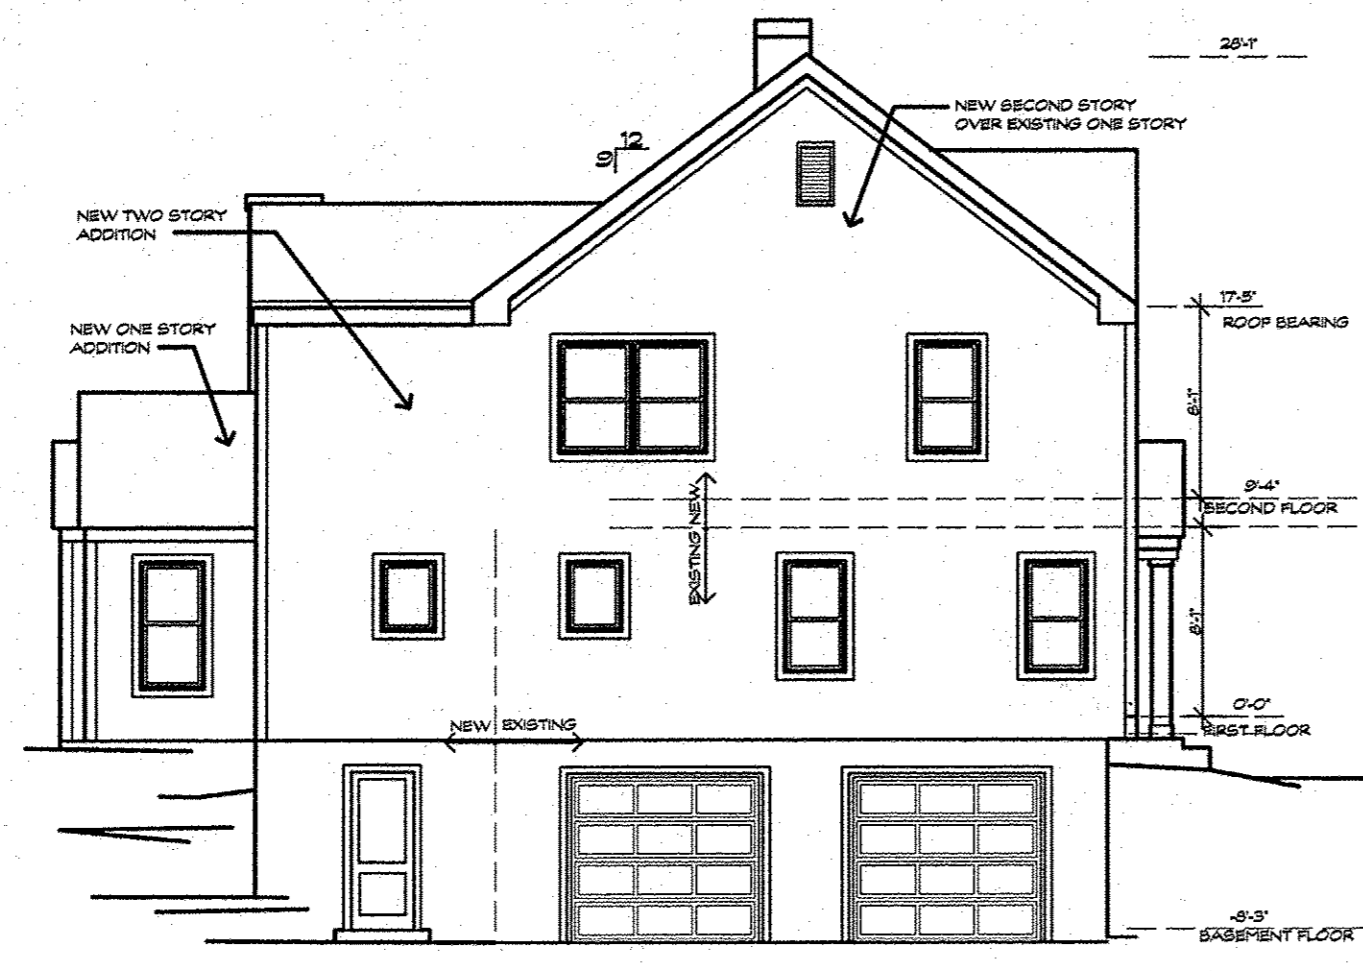 28'-1"
NEW SECOND STORY
OVER EXISTING ONE STORY
12
9
NEW TWO STORY
ADDITION
17'-5"
ROOF BEARING
NEW ONE STORY
ADDITION
8'-1"
9'-4"
SECOND FLOOR
EXISTING NEW
8'-1"
0'-0"
FIRST FLOOR
NEW EXISTING
-8'-3"
BASEMENT FLOOR